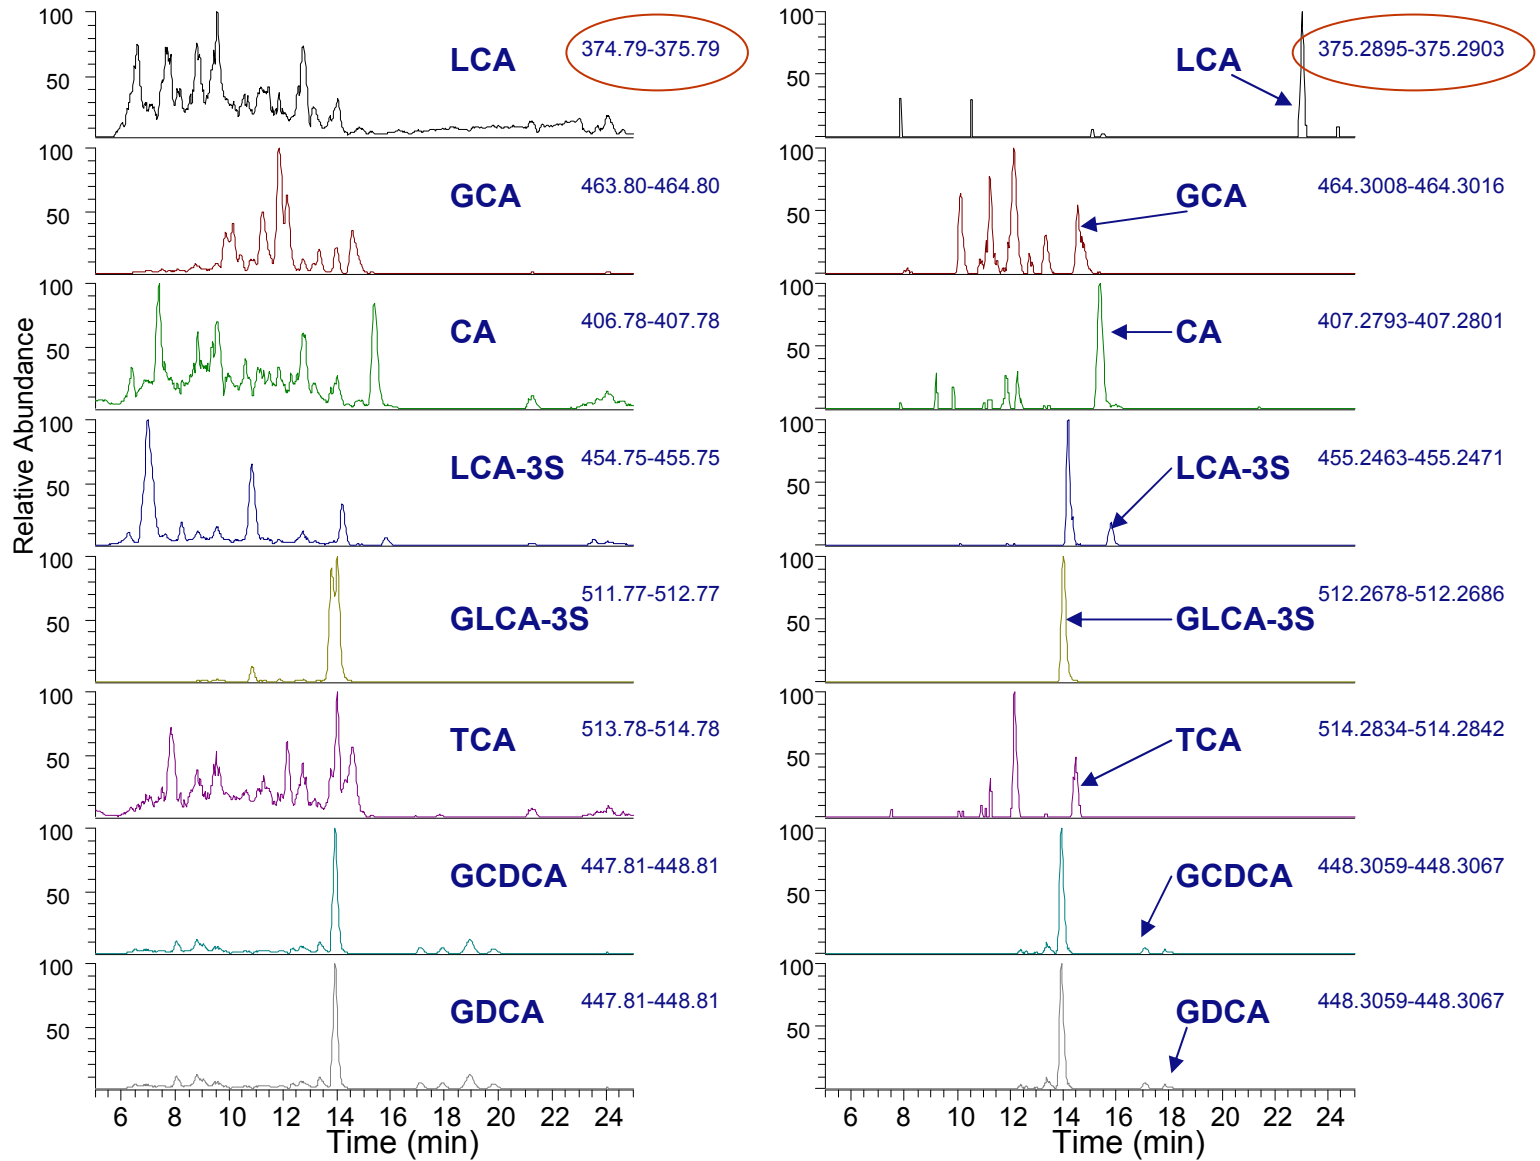 100
50
LCA
374.79-375.79
100
50
GCA
463.80-464.80
100
50
CA
406.78-407.78
100
50
LCA-3S
454.75-455.75
100
50
GLCA-3S
511.77-512.77
100
50
TCA
513.78-514.78
100
50
GCDCA
447.81-448.81
100
50
GDCA
447.81-448.81
Relative Abundance
6 8 10 12 14 16 18 20 22 24
Time (min)
100
50
LCA
375.2895-375.2903
100
50
GCA
464.3008-464.3016
100
50
CA
407.2793-407.2801
100
50
LCA-3S
455.2463-455.2471
100
50
GLCA-3S
512.2678-512.2686
100
50
TCA
514.2834-514.2842
100
50
GCDCA
448.3059-448.3067
100
50
GDCA
448.3059-448.3067
6 8 10 12 14 16 18 20 22 24
Time (min)